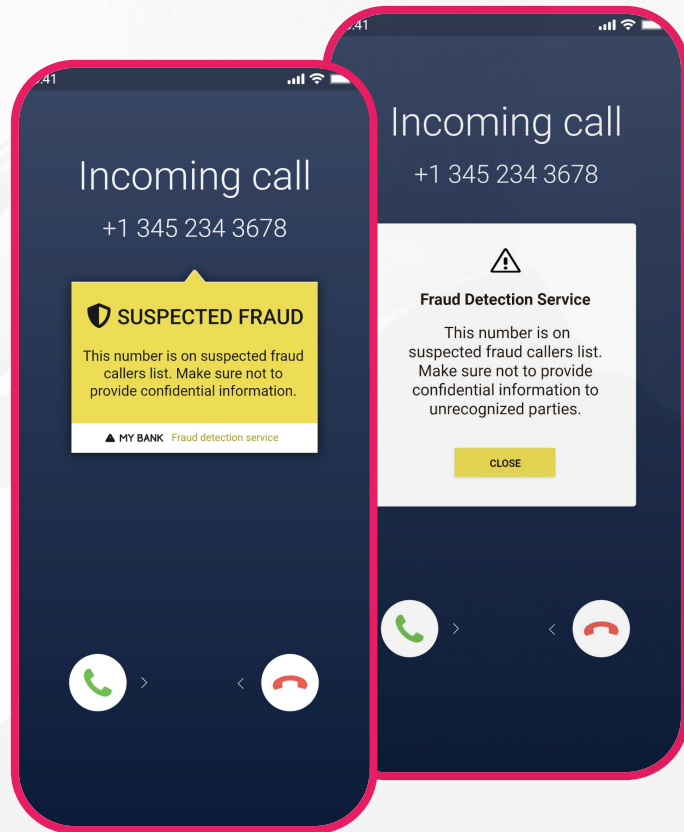 :41
Incoming call
+1 345 234 3678
SUSPECTED FRAUD
This number is on suspected fraud
callers list. Make sure not to
provide confidential information.
MY BANK Fraud detection service
:41
Incoming call
+1 345 234 3678
Fraud Detection Service
This number is on
suspected fraud callers list.
Make sure not to provide
confidential information to
unrecognized parties.
CLOSE